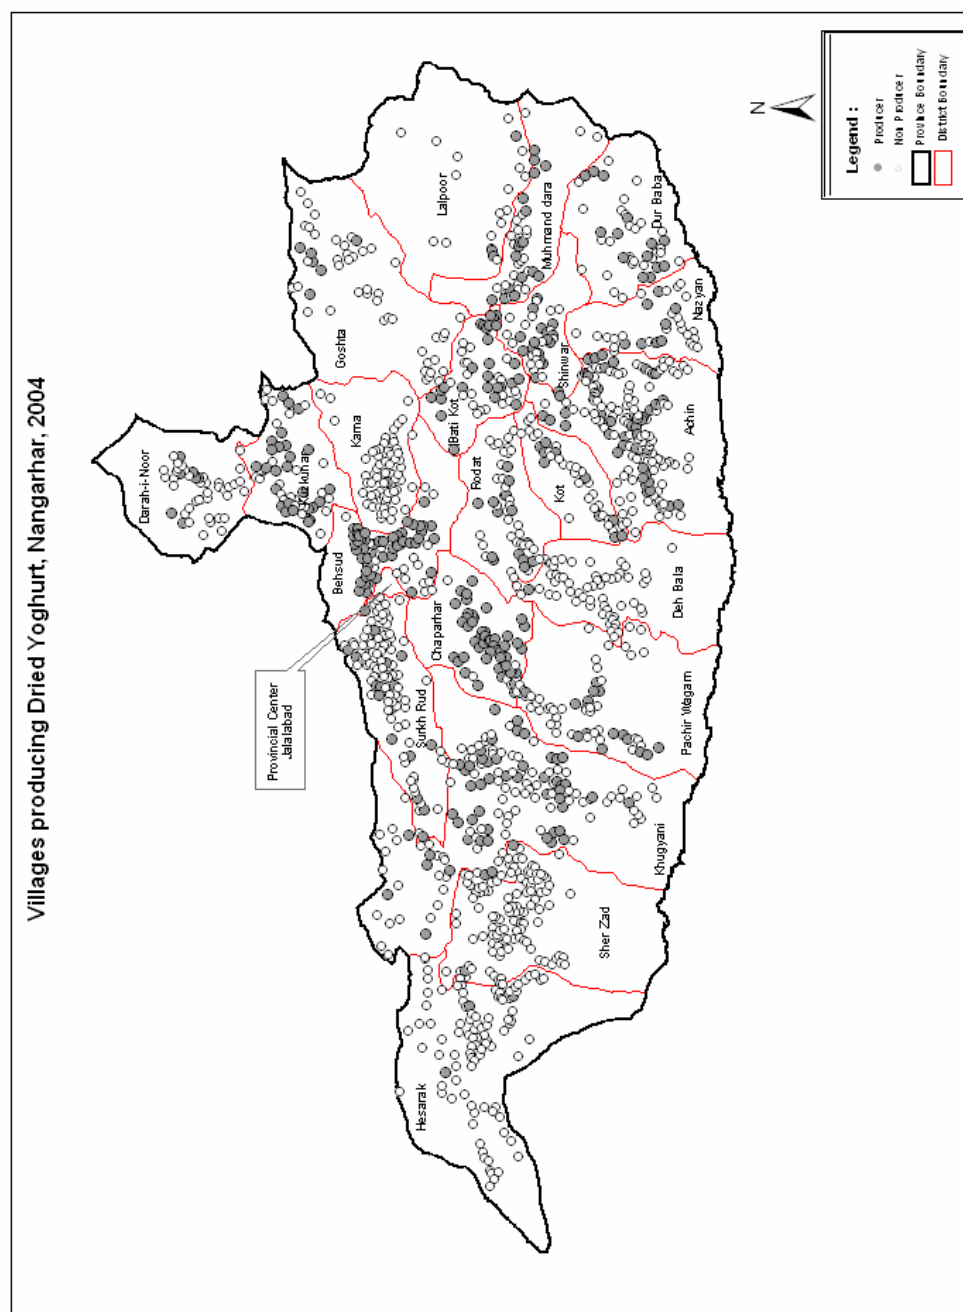 Villages producing Dried Yoghurt, Nangarhar, 2004
Darah-i-Noor
Kuzkunar
Goshta
Lalpoor
Kama
Behsud
Provincial Center
Jalalabad
Surkh Rud
Chaparhar
Rodat
Bati Kot
Muhmand dara
Shinwar
Dur Baba
Nazyan
Achin
Kot
Deh Bala
Pachir Wagam
Khugyani
Sher Zad
Hesarak
N
Legend :
Producer
Non Producer
Province Boundary
District Boundary